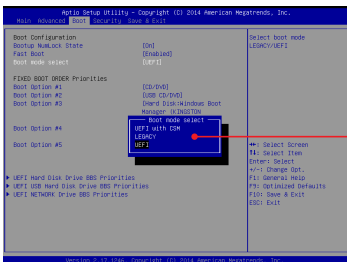 Aptio Setup Utility – Copyright (C) 2014 American Megatrends, Inc.
Main Advanced Boot Security Save & Exit
Boot Configuration
Bootup NumLock State [On]
Fast Boot [Enabled]
Boot mode select [UEFI]
FIXED BOOT ORDER Priorities
Boot Option #1 [CD/DVD]
Boot Option #2 [USB CD/DVD]
Boot Option #3 [Hard Disk:Windows Boot
Manager (KINGSTON
Boot mode select
UEFI with CSM
LEGACY
UEFI
Boot Option #4
Boot Option #5
UEFI Hard Disk Drive BBS Priorities
UEFI USB Hard Disk Drive BBS Priorities
UEFI NETWORK Drive BBS Priorities
Select boot mode
LEGACY/UEFI
→←: Select Screen
↑↓: Select Item
Enter: Select
+/-: Change Opt.
F1: General Help
F9: Optimized Defaults
F10: Save & Exit
ESC: Exit
Version 2.17.1246. Copyright (C) 2014 American Megatrends, Inc.